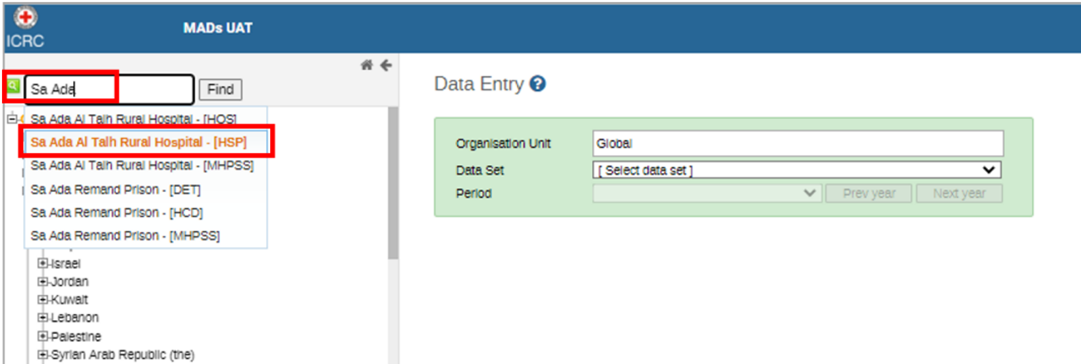 MADs UAT
ICRC
Sa Ada
Find
Sa Ada Al Talh Rural Hospital - [HOS]
Sa Ada Al Talh Rural Hospital - [HSP]
Sa Ada Al Talh Rural Hospital - [MHPSS]
Sa Ada Remand Prison - [DET]
Sa Ada Remand Prison - [HCD]
Sa Ada Remand Prison - [MHPSS]
Israel
Jordan
Kuwait
Lebanon
Palestine
Syrian Arab Republic (the)
Data Entry ?
Organisation Unit Global
Data Set [ Select data set ]
Period Prev year Next year